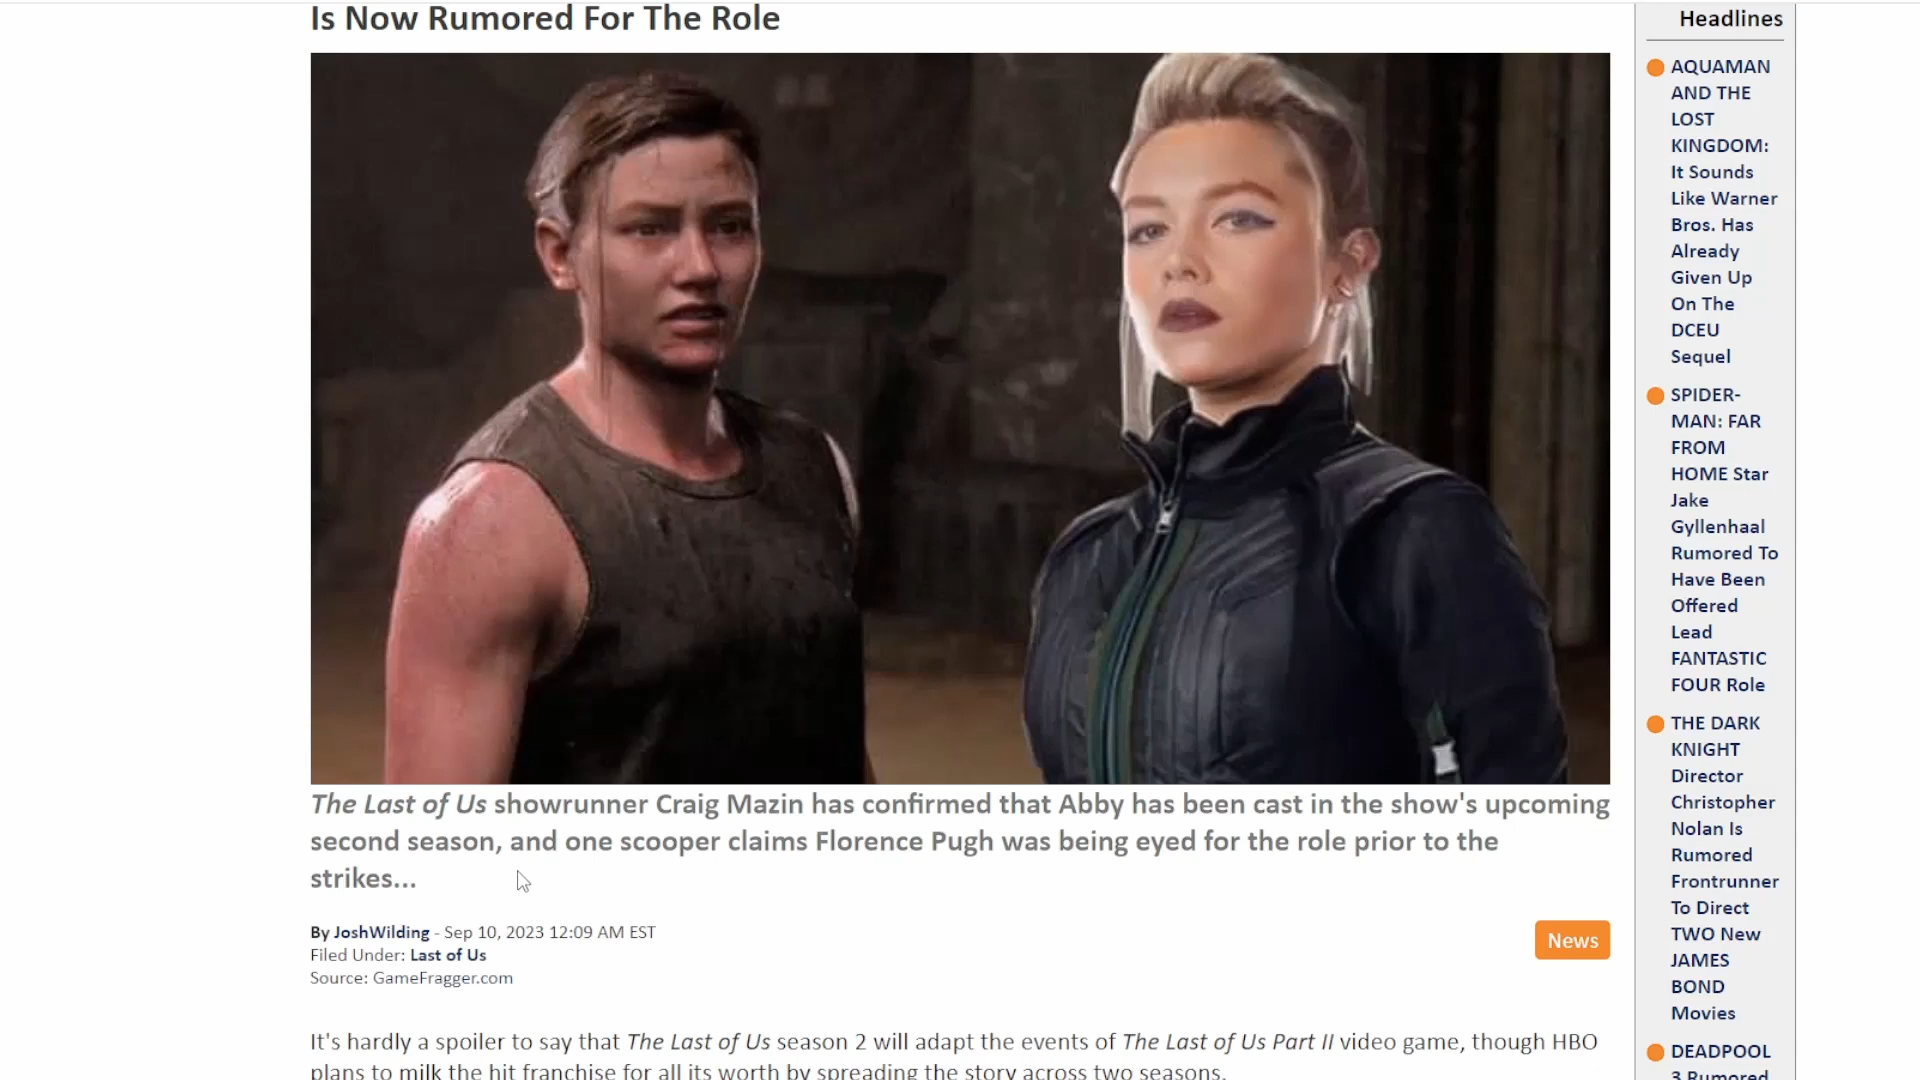 Is Now Rumored For The Role
The Last of Us showrunner Craig Mazin has confirmed that Abby has been cast in the show's upcoming
second season, and one scooper claims Florence Pugh was being eyed for the role prior to the
strikes...
By JoshWilding - Sep 10, 2023 12:09 AM EST
Filed Under: Last of Us
Source: GameFragger.com
News
It's hardly a spoiler to say that The Last of Us season 2 will adapt the events of The Last of Us Part II video game, though HBO
plans to milk the hit franchise for all its worth by spreading the story across two seasons.
Headlines
AQUAMAN
AND THE
LOST
KINGDOM:
It Sounds
Like Warner
Bros. Has
Already
Given Up
On The
DCEU
Sequel
SPIDER-
MAN: FAR
FROM
HOME Star
Jake
Gyllenhaal
Rumored To
Have Been
Offered
Lead
FANTASTIC
FOUR Role
THE DARK
KNIGHT
Director
Christopher
Nolan Is
Rumored
Frontrunner
To Direct
TWO New
JAMES
BOND
Movies
DEADPOOL
3 Rumored